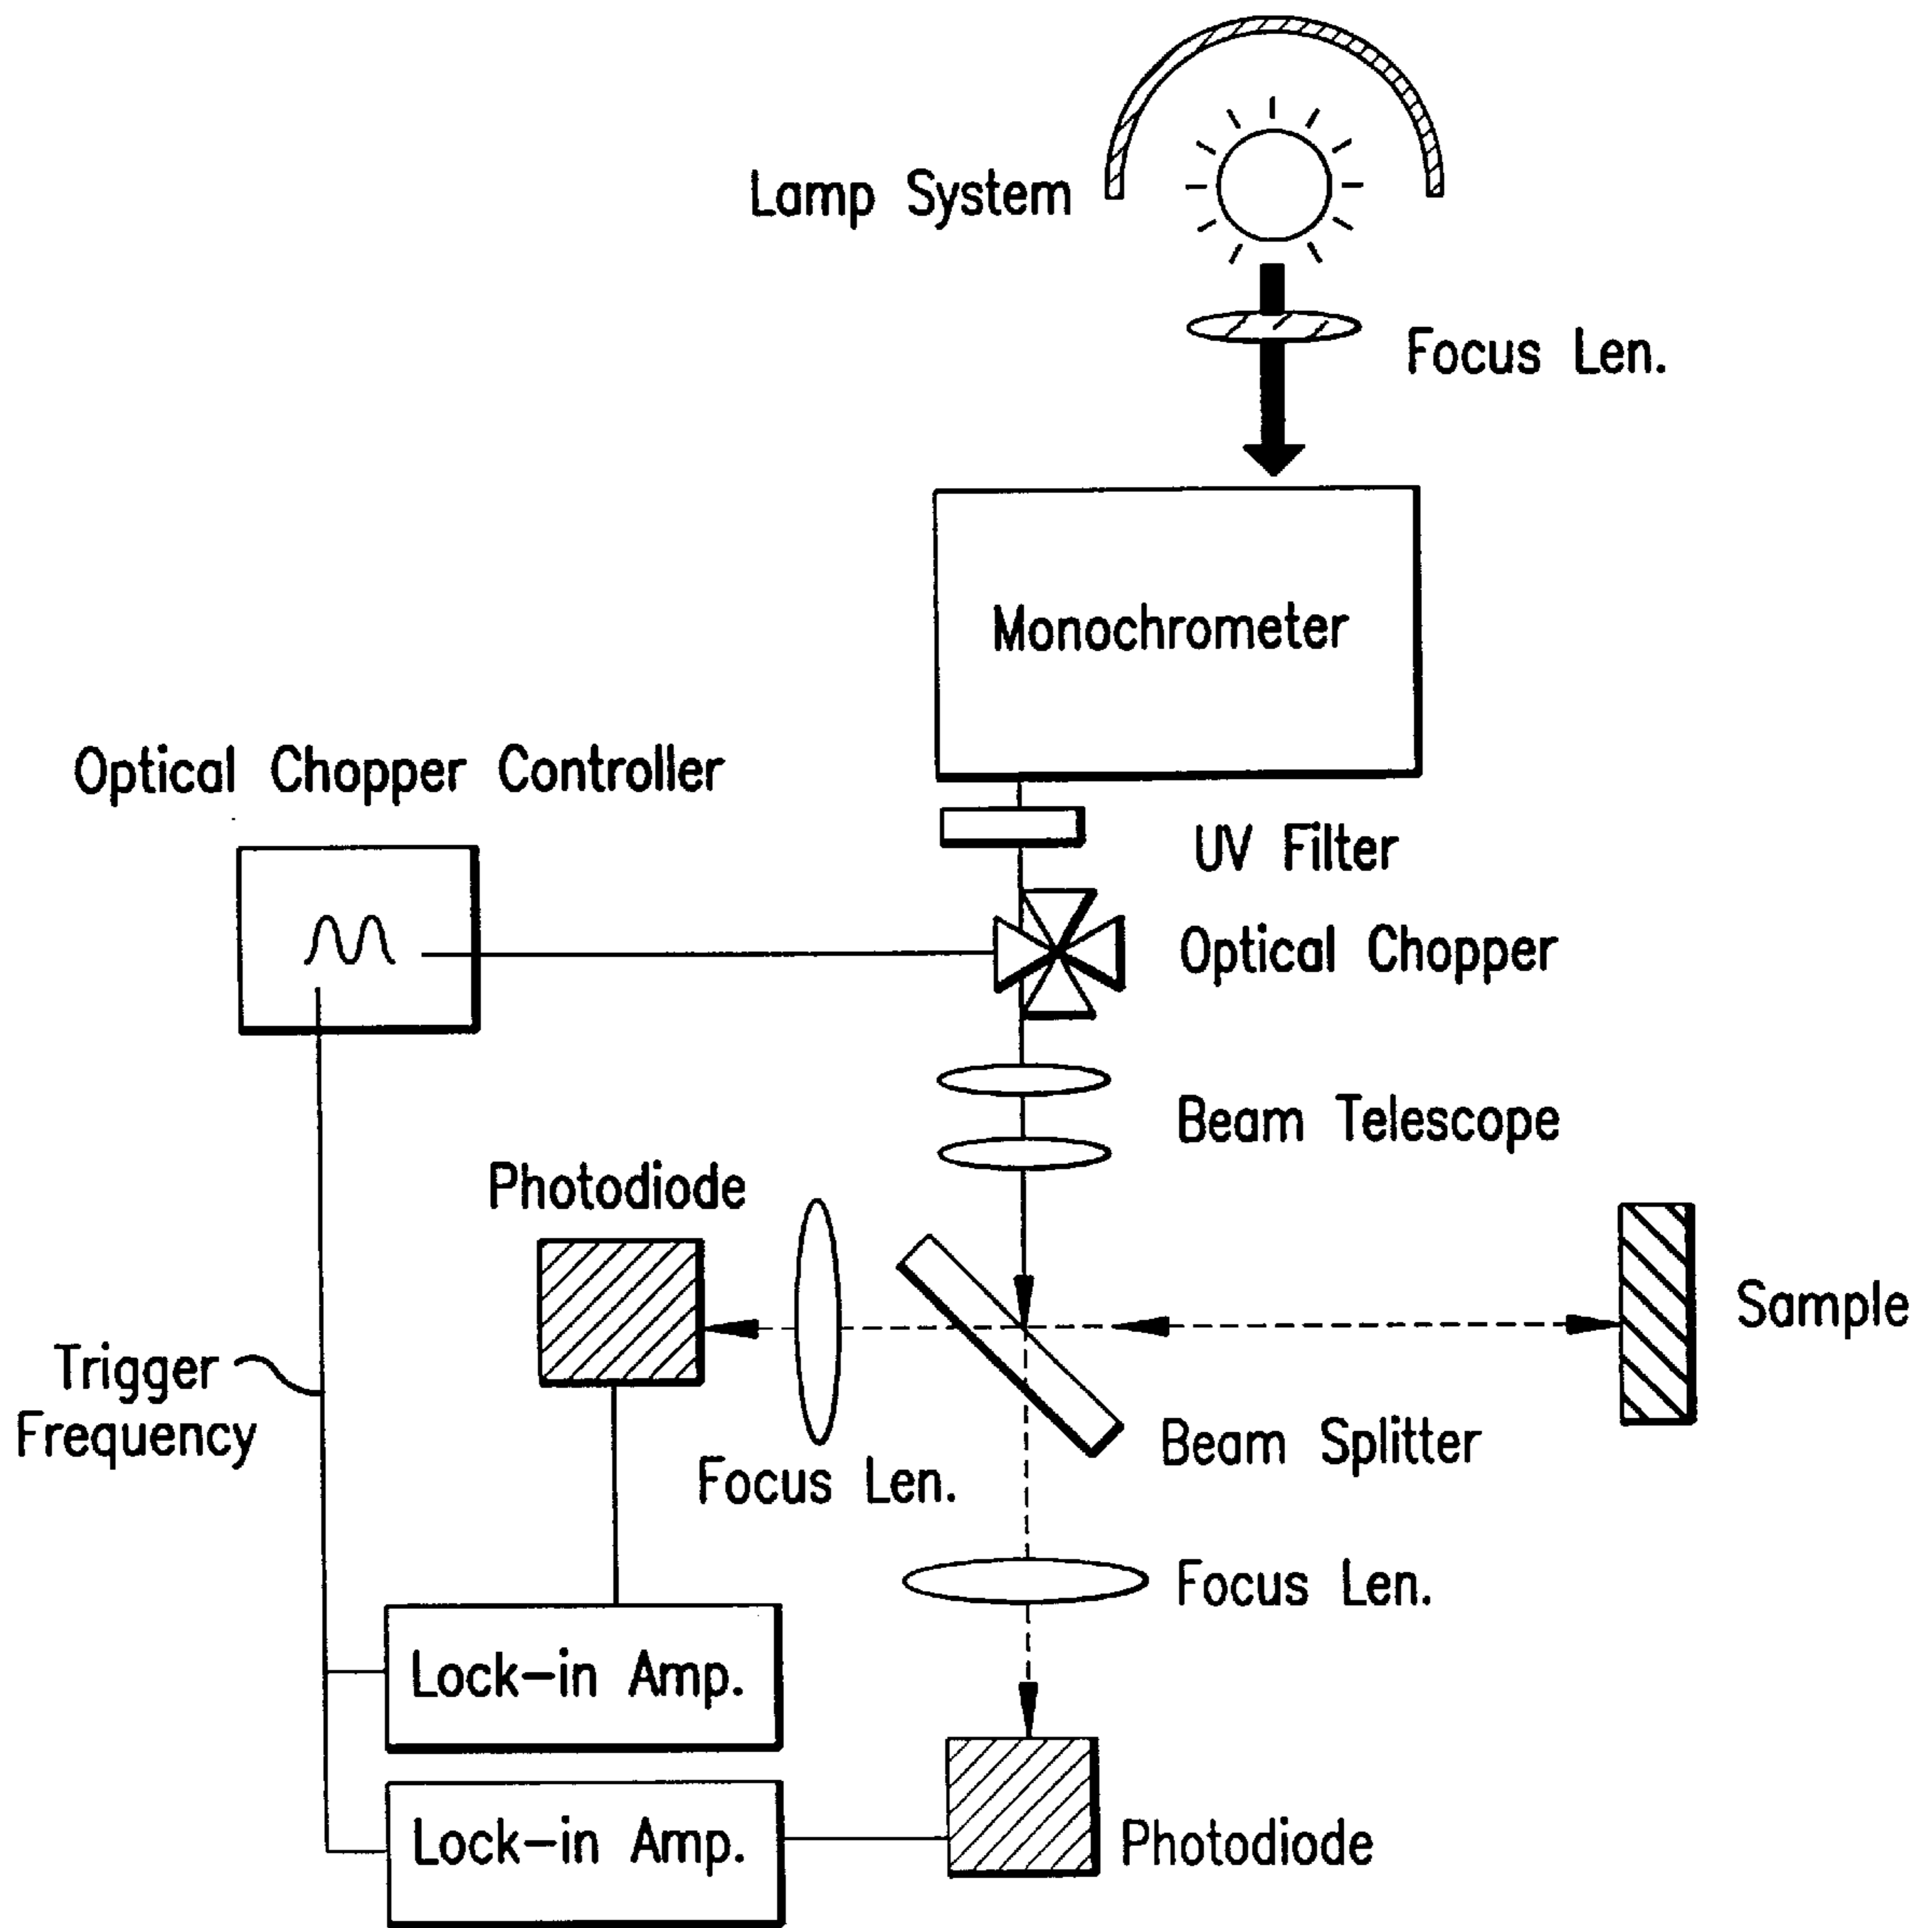 Lamp System
Focus Len.
Monochrometer
Optical Chopper Controller
UV Filter
Optical Chopper
Beam Telescope
Photodiode
Sample
Trigger
Frequency
Beam Splitter
Focus Len.
Focus Len.
Lock-in Amp.
Lock-in Amp.
Photodiode